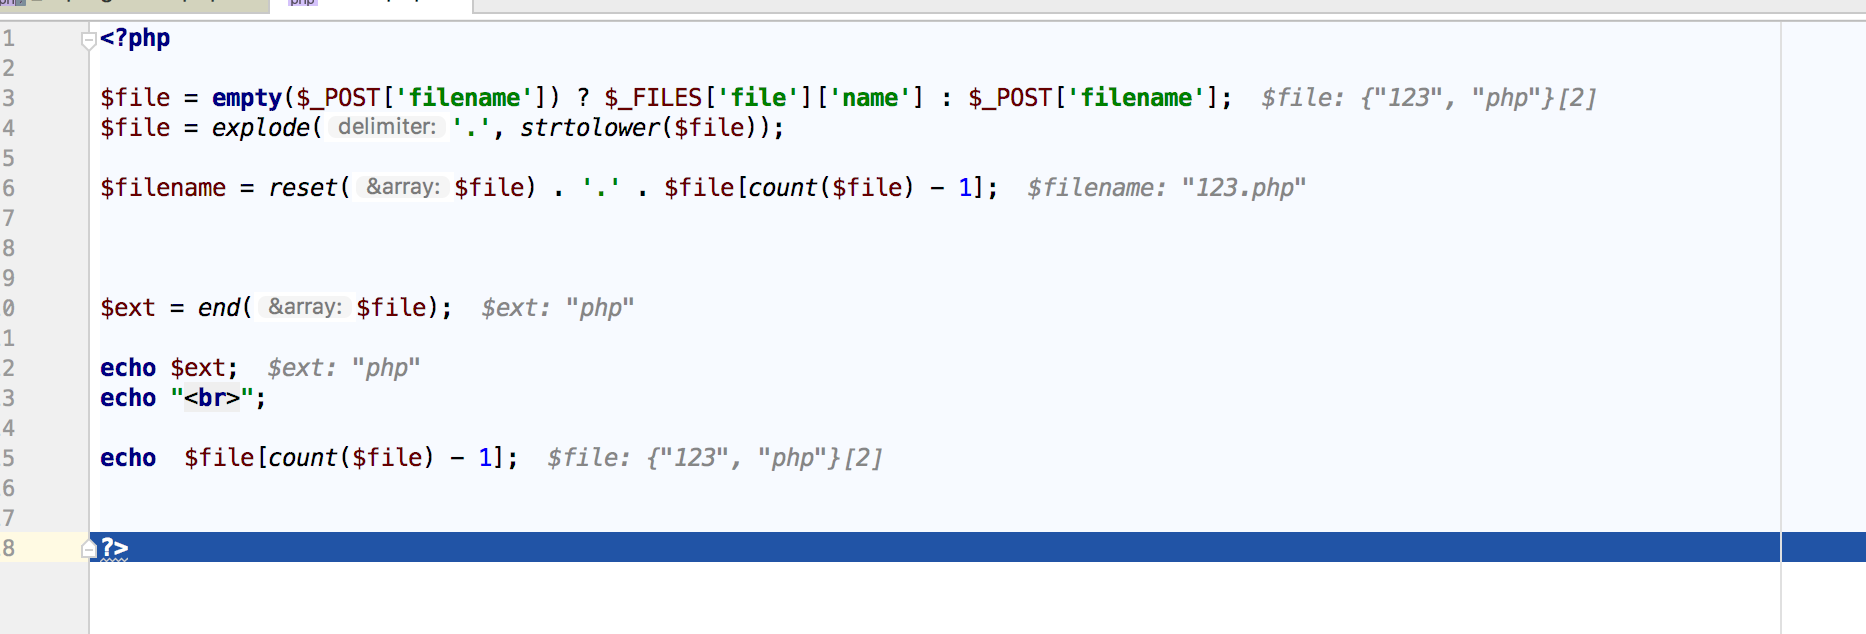 php
php
1 <?php
2
3 $file = empty($_POST['filename']) ? $_FILES['file']['name'] : $_POST['filename']; $file: {"123", "php"}[2]
4 $file = explode( delimiter: '.', strtolower($file));
5
6 $filename = reset( &array: $file) . '.' . $file[count($file) - 1]; $filename: "123.php"
7
8
9
0 $ext = end( &array: $file); $ext: "php"
1
2 echo $ext; $ext: "php"
3 echo "<br>";
4
5 echo  $file[count($file) - 1]; $file: {"123", "php"}[2]
6
7
8 ?>